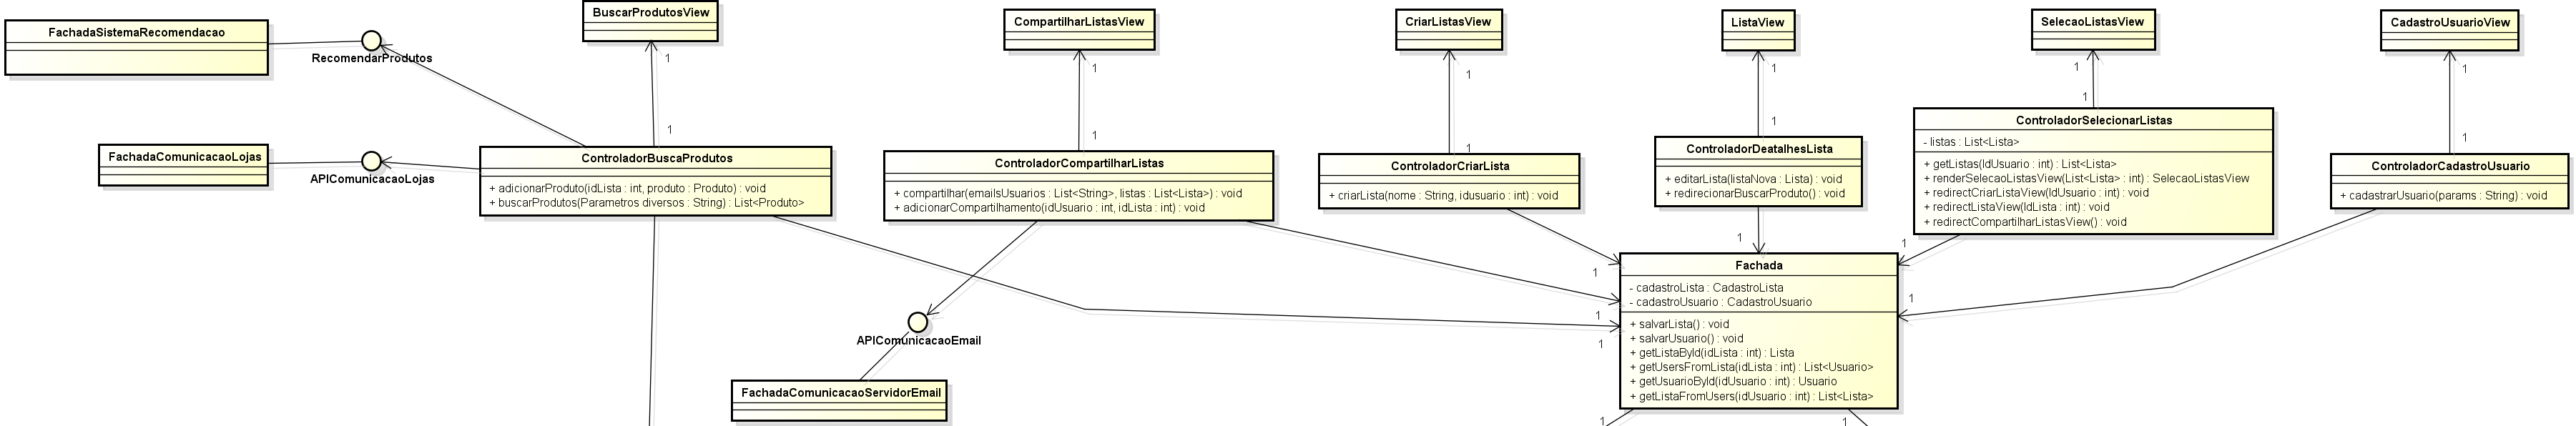 FachadaSistemaRecomendacao
RecomendarProdutos
FachadaComunicacaoLojas
APIComunicacaoLojas
BuscarProdutosView
1
1
ControladorBuscaProdutos
+ adicionarProduto(idLista : int, produto : Produto) : void
+ buscarProdutos(Parametros diversos : String) : List<Produto>
CompartilharListasView
1
1
ControladorCompartilharListas
+ compartilhar(emailsUsuarios : List<String>, listas : List<Lista>) : void
+ adicionarCompartilhamento(idUsuario : int, idLista : int) : void
APIComunicacaoEmail
FachadaComunicacaoServidorEmail
CriarListasView
1
1
ControladorCriarLista
+ criarLista(nome : String, idusuario : int) : void
ListaView
1
1
ControladorDeatalhesLista
+ editarLista(listaNova : Lista) : void
+ redirecionarBuscarProduto() : void
SelecaoListasView
1
1
ControladorSelecionarListas
- listas : List<Lista>
+ getListas(IdUsuario : int) : List<Lista>
+ renderSelecaoListasView(List<Lista> : int) : SelecaoListasView
+ redirectCriarListaView(IdUsuario : int) : void
+ redirectListaView(IdLista : int) : void
+ redirectCompartilharListasView() : void
CadastroUsuarioView
1
1
ControladorCadastroUsuario
+ cadastrarUsuario(params : String) : void
1
1
1
1
1
1
Fachada
- cadastroLista : CadastroLista
- cadastroUsuario : CadastroUsuario
+ salvarLista() : void
+ salvarUsuario() : void
+ getListaById(idLista : int) : Lista
+ getUsersFromLista(idLista : int) : List<Usuario>
+ getUsuarioById(idUsuario : int) : Usuario
+ getListaFromUsers(idUsuario : int) : List<Lista>
1
1